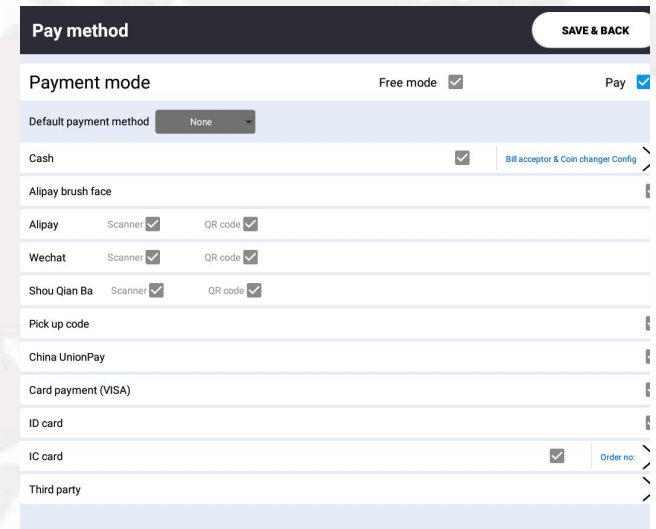 Pay method SAVE & BACK
Payment mode Free mode Pay
Default payment method None
Cash Bill acceptor & Coin changer Config
Alipay brush face
Alipay Scanner QR code
Wechat Scanner QR code
Shou Qian Ba Scanner QR code
Pick up code
China UnionPay
Card payment (VISA)
ID card
IC card Order no:
Third party